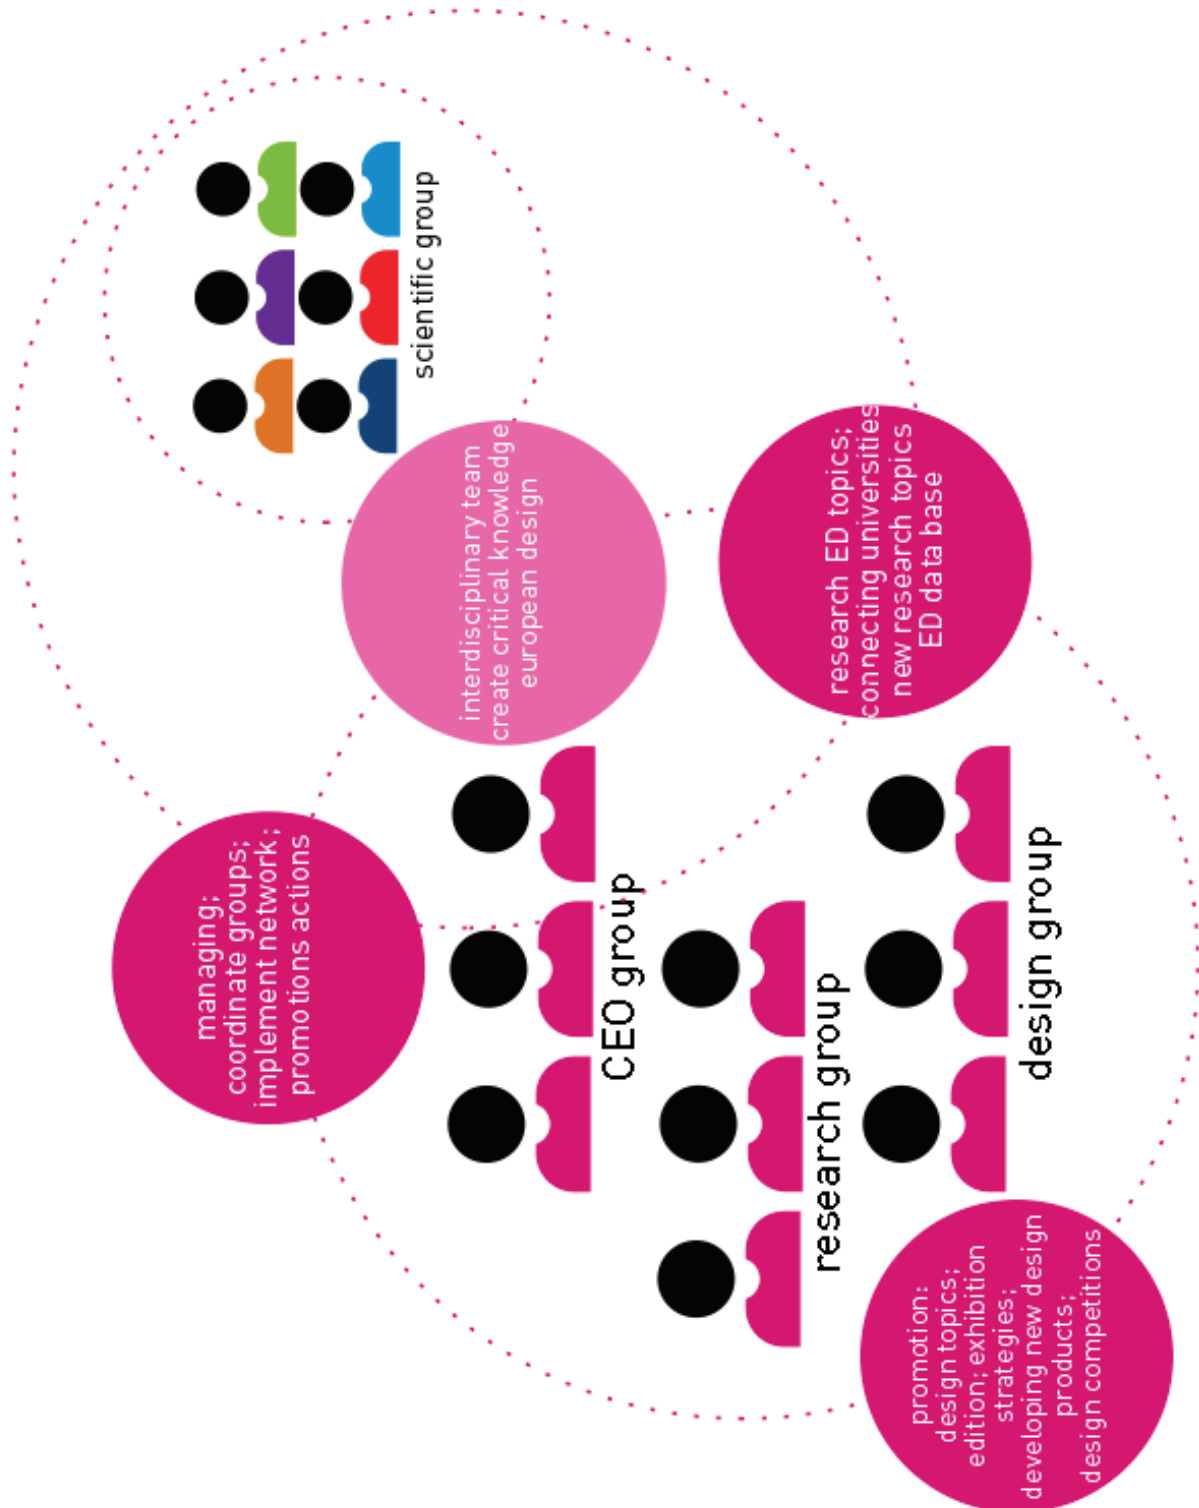 managing;
coordinate groups;
implement network;
promotions actions
interdisciplinary team
create critical knowledge
european design
scientific group
CEO group
research group
design group
research ED topics;
connecting universities
new research topics
ED data base
promotion:
design topics;
edition; exhibition
strategies;
developing new design
products;
design competitions